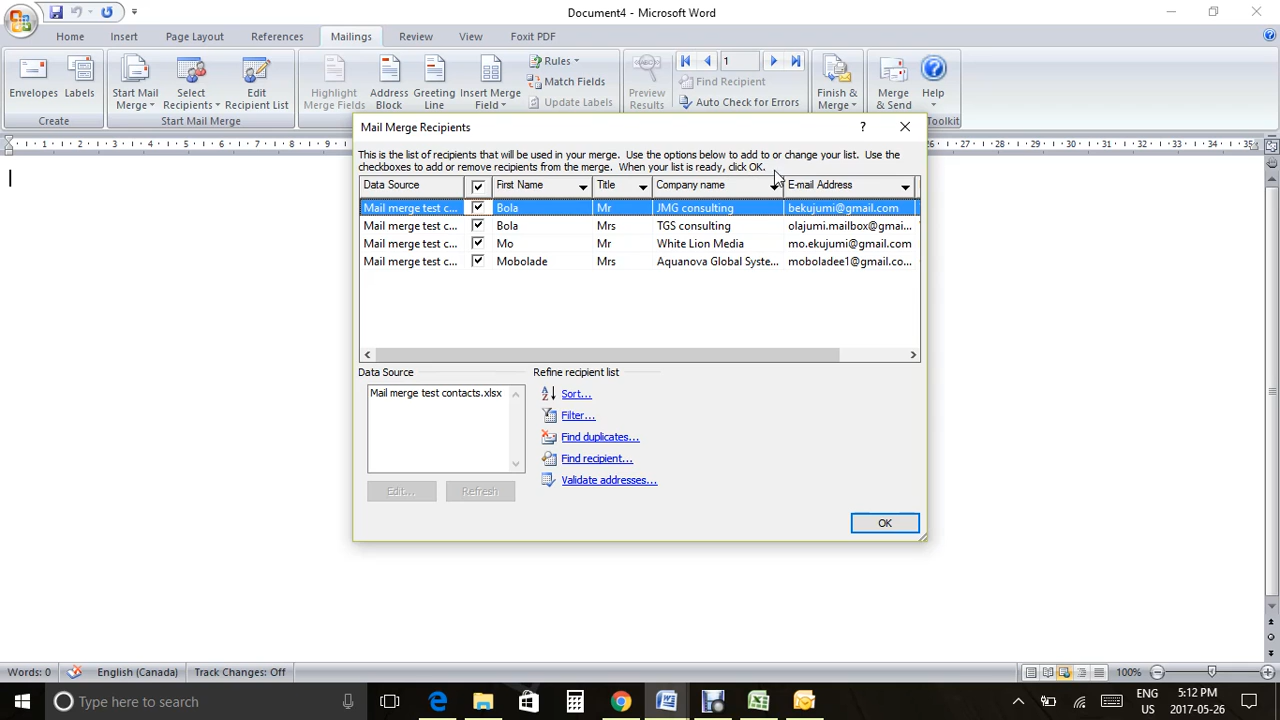 Document4 - Microsoft Word
Home Insert Page Layout References Mailings Review View Foxit PDF
Envelopes Labels
Create
Start Mail Merge Select Recipients Edit Recipient List
Start Mail Merge
Highlight Merge Fields Address Block Greeting Line Insert Merge Field
Rules
Match Fields
Update Labels
Preview Results
1
Find Recipient
Auto Check for Errors
Finish & Merge
Merge & Send Help
Toolkit
Mail Merge Recipients
This is the list of recipients that will be used in your merge. Use the options below to add to or change your list. Use the
checkboxes to add or remove recipients from the merge. When your list is ready, click OK.
Data Source First Name Title Company name E-mail Address
Mail merge test c... Bola Mr JMG consulting bekujumi@gmail.com
Mail merge test c... Bola Mrs TGS consulting olajumi.mailbox@gmai...
Mail merge test c... Mo Mr White Lion Media mo.ekujumi@gmail.com
Mail merge test c... Mobolade Mrs Aquanova Global Syste... moboladee1@gmail.co...
Data Source
Mail merge test contacts.xlsx
Edit... Refresh
Refine recipient list
Sort...
Filter...
Find duplicates...
Find recipient...
Validate addresses...
OK
Words: 0 English (Canada) Track Changes: Off 100%
Type here to search
ENG
US
5:12 PM
2017-05-26